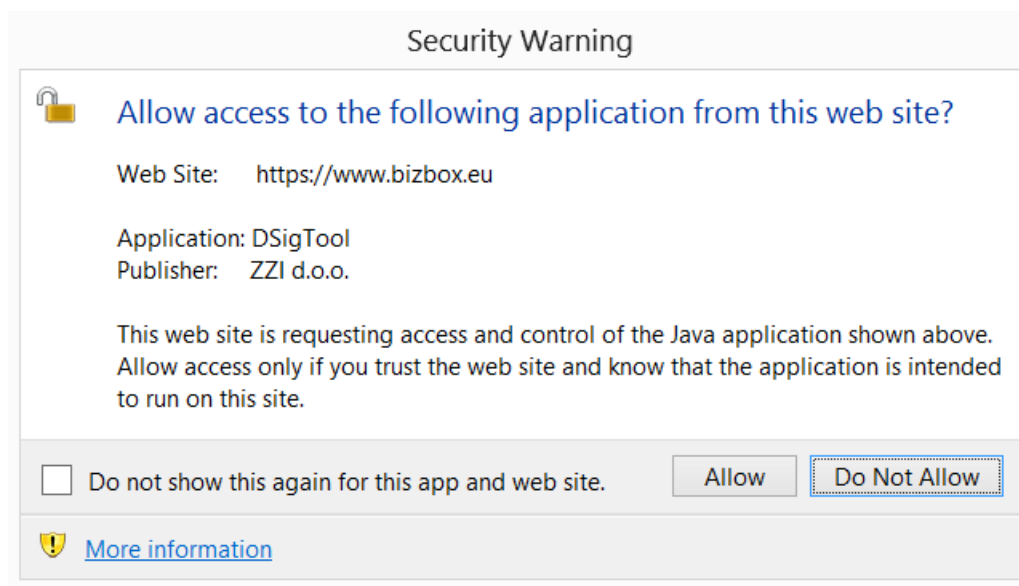 Security Warning
Allow access to the following application from this web site?
Web Site: https://www.bizbox.eu
Application: DSigTool
Publisher: ZZI d.o.o.
This web site is requesting access and control of the Java application shown above.
Allow access only if you trust the web site and know that the application is intended
to run on this site.
Do not show this again for this app and web site. Allow Do Not Allow
More information